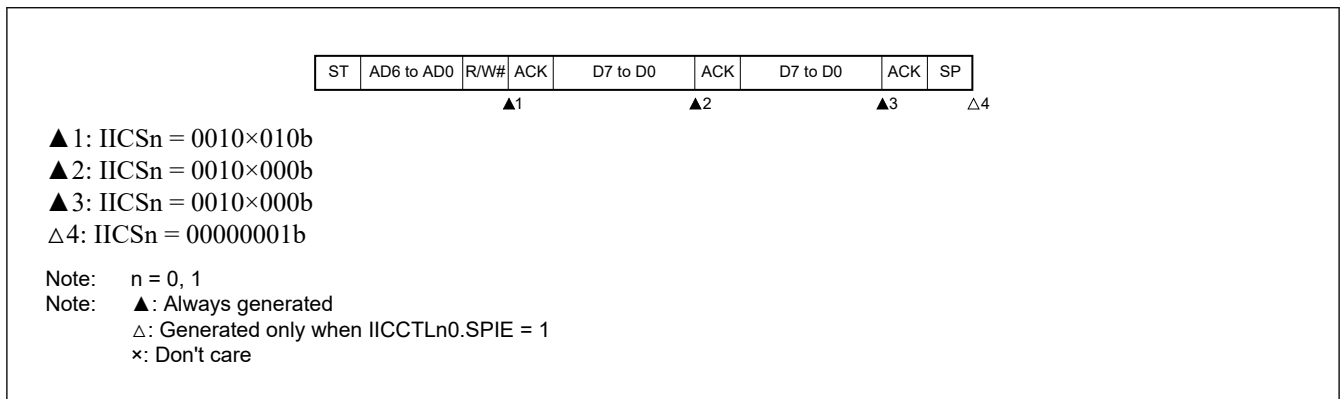 ST AD6 to AD0 R/W# ACK D7 to D0 ACK D7 to D0 ACK SP
▲1 ▲2 ▲3 △4
▲1: IICSn = 0010×010b
▲2: IICSn = 0010×000b
▲3: IICSn = 0010×000b
△4: IICSn = 00000001b
Note: n = 0, 1
Note: ▲: Always generated
△: Generated only when IICCTLn0.SPIE = 1
×: Don't care